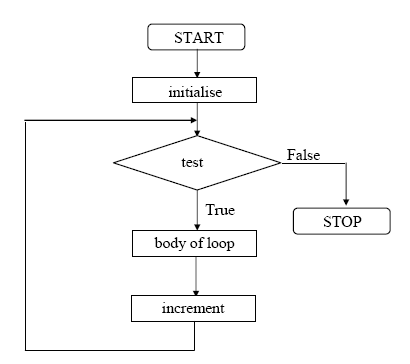 START
initialise
test
False
True
STOP
body of loop
increment